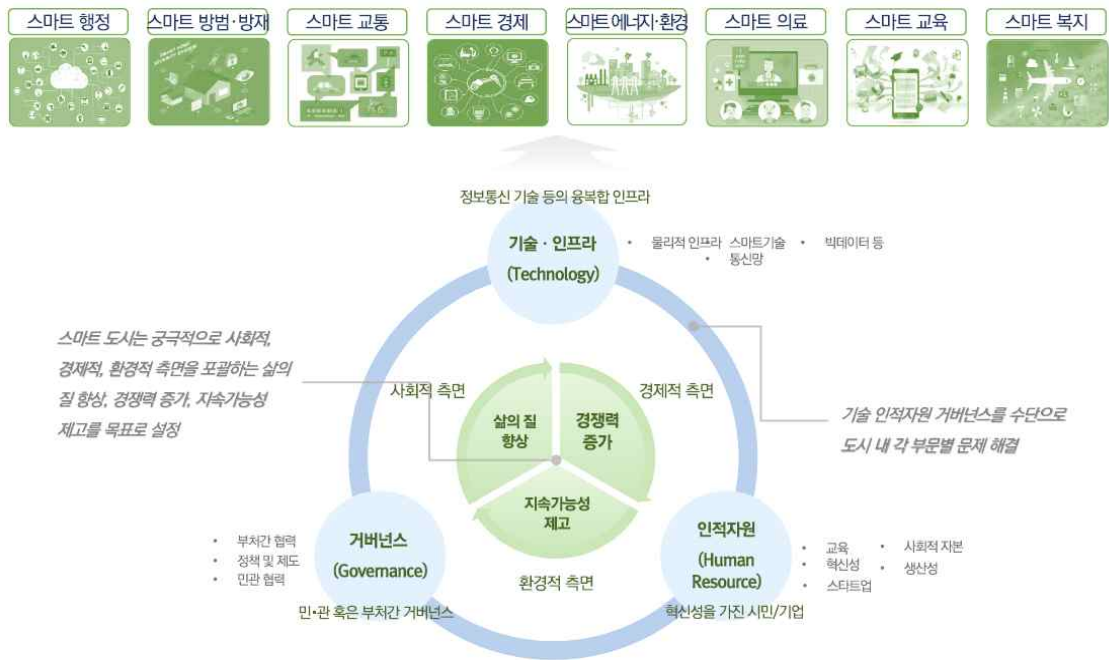 스마트 행정
스마트 방범·방재
스마트 교통
스마트 경제
스마트에너지·환경
스마트 의료
스마트 교육
스마트 복지
정보통신 기술 등의 융복합 인프라
기술 · 인프라
(Technology)
• 물리적 인프라 스마트기술 • 빅데이터 등
• 통신망
스마트 도시는 궁극적으로 사회적,
경제적, 환경적 측면을 포괄하는 삶의
질 향상, 경쟁력 증가, 지속가능성
제고를 목표로 설정
사회적 측면
경제적 측면
삶의 질
향상
경쟁력
증가
지속가능성
제고
기술 인적자원 거버넌스를 수단으로
도시 내 각 부문별 문제 해결
• 부처간 협력
• 정책 및 제도
• 민관 협력
거버넌스
(Governance)
민·관 혹은 부처간 거버넌스
환경적 측면
인적자원
(Human
Resource)
혁신성을 가진 시민/기업
• 교육
• 혁신성
• 스타트업
• 사회적 자본
• 생산성